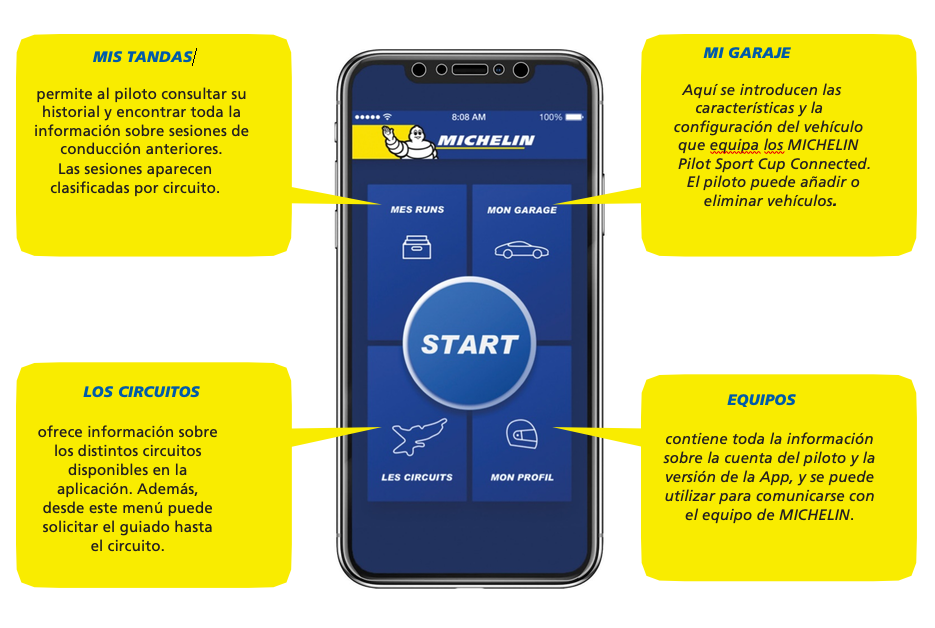 MIS TANDAS
permite al piloto consultar su
historial y encontrar toda la
información sobre sesiones de
conducción anteriores.
Las sesiones aparecen
clasificadas por circuito.
MI GARAJE
Aquí se introducen las
características y la
configuración del vehículo
que equipa los MICHELIN
Pilot Sport Cup Connected.
El piloto puede añadir o
eliminar vehículos.
8:08 AM
100%
MICHELIN
MES RUNS
MON GARAGE
START
LES CIRCUITS
MON PROFIL
LOS CIRCUITOS
ofrece información sobre
los distintos circuitos
disponibles en la
aplicación. Además,
desde este menú puede
solicitar el guiado hasta
el circuito.
EQUIPOS
contiene toda la información
sobre la cuenta del piloto y la
versión de la App, y se puede
utilizar para comunicarse con
el equipo de MICHELIN.